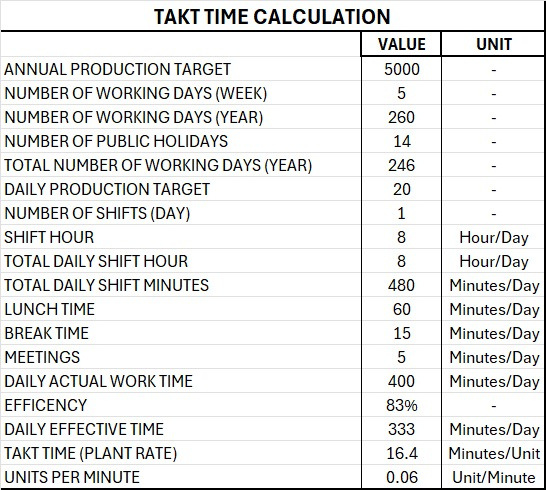 TAKT TIME CALCULATION
VALUE UNIT
ANNUAL PRODUCTION TARGET 5000 -
NUMBER OF WORKING DAYS (WEEK) 5 -
NUMBER OF WORKING DAYS (YEAR) 260 -
NUMBER OF PUBLIC HOLIDAYS 14 -
TOTAL NUMBER OF WORKING DAYS (YEAR) 246 -
DAILY PRODUCTION TARGET 20 -
NUMBER OF SHIFTS (DAY) 1 -
SHIFT HOUR 8 Hour/Day
TOTAL DAILY SHIFT HOUR 8 Hour/Day
TOTAL DAILY SHIFT MINUTES 480 Minutes/Day
LUNCH TIME 60 Minutes/Day
BREAK TIME 15 Minutes/Day
MEETINGS 5 Minutes/Day
DAILY ACTUAL WORK TIME 400 Minutes/Day
EFFICENCY 83% -
DAILY EFFECTIVE TIME 333 Minutes/Day
TAKT TIME (PLANT RATE) 16.4 Minutes/Unit
UNITS PER MINUTE 0.06 Unit/Minute